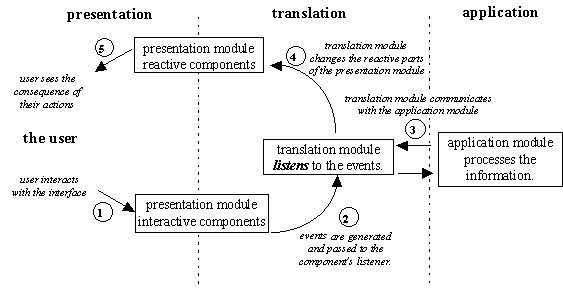 presentation
translation
application
5
presentation module
reactive components
4
translation module
changes the reactive parts
of the presentation module
user sees the
consequence of
their actions
translation module communicates
with the application module
3
the user
translation module
listens to the events.
application module
processes the
information.
user interacts
with the interface
1
presentation module
interactive components
2
events are generated
and passed to the
component's listener.